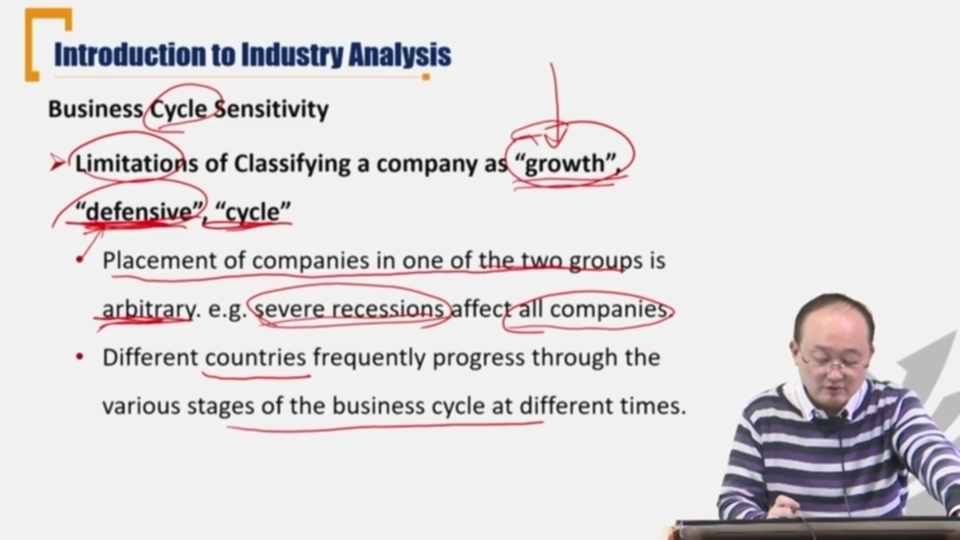 Introduction to Industry Analysis
Business Cycle Sensitivity
Limitations of Classifying a company as “growth”,
“defensive”, “cycle”
Placement of companies in one of the two groups is
arbitrary. e.g. severe recessions affect all companies.
Different countries frequently progress through the
various stages of the business cycle at different times.